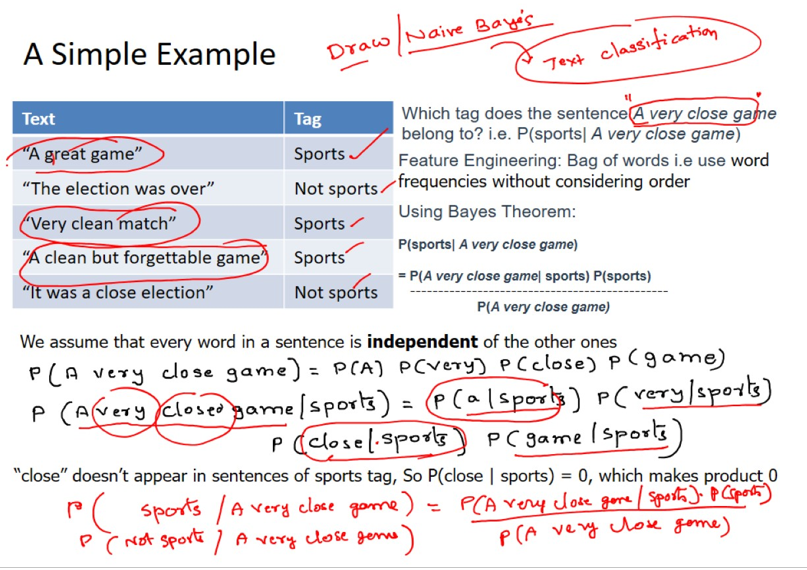 A Simple Example
Draw | Naive Baye's
Text classification
Text Tag
"A great game" Sports
"The election was over" Not sports
"Very clean match" Sports
"A clean but forgettable game" Sports
"It was a close election" Not sports
Which tag does the sentence "A very close game"
belong to? i.e. P(sports| A very close game)
Feature Engineering: Bag of words i.e use word
frequencies without considering order
Using Bayes Theorem:
P(sports| A very close game)
= P(A very close game| sports) P(sports)
P(A very close game)
We assume that every word in a sentence is independent of the other ones
P(A very close game) = P(A) P(very) P(close) P(game)
P(A very closed game/sports) = P(a|sports) P(very|sports)
P(close|sports) P(game|sports)
"close" doesn't appear in sentences of sports tag, So P(close | sports) = 0, which makes product 0
P( sports / A very close game) = P(A very close game / sports) · P(sports)
P(Not sports / A very close game) P(A very close game)